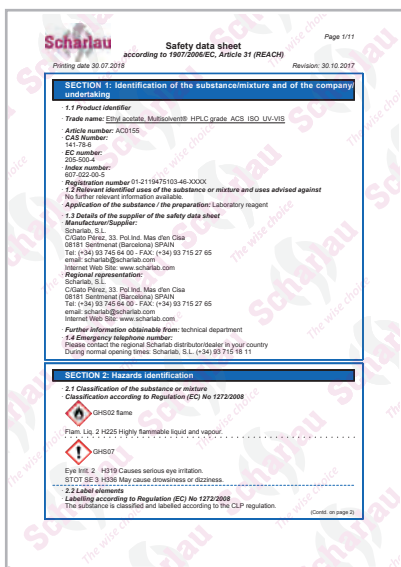 Scharlau
Page 1/11
Safety data sheet
according to 1907/2006/EC, Article 31 (REACH)
Printing date 30.07.2018
Revision: 30.10.2017
SECTION 1: Identification of the substance/mixture and of the company/
undertaking
· 1.1 Product identifier
· Trade name: Ethyl acetate, Multisolvent® HPLC grade ACS ISO UV-VIS
· Article number: AC0155
· CAS Number:
141-78-6
· EC number:
205-500-4
· Index number:
607-022-00-5
· Registration number 01-2119475103-46-XXXX
· 1.2 Relevant identified uses of the substance or mixture and uses advised against
No further relevant information available.
· Application of the substance / the preparation: Laboratory reagent
· 1.3 Details of the supplier of the safety data sheet
· Manufacturer/Supplier:
Scharlab, S.L.
C/Gato Pérez, 33. Pol.Ind. Mas d'en Cisa
08181 Sentmenat (Barcelona) SPAIN
Tel: (+34) 93 745 64 00 - FAX: (+34) 93 715 27 65
email: scharlab@scharlab.com
Internet Web Site: www.scharlab.com
· Regional representation:
Scharlab, S.L.
C/Gato Pérez, 33. Pol.Ind. Mas d'en Cisa
08181 Sentmenat (Barcelona) SPAIN
Tel: (+34) 93 745 64 00 - FAX: (+34) 93 715 27 65
email: scharlab@scharlab.com
Internet Web Site: www.scharlab.com
· Further information obtainable from: technical department
· 1.4 Emergency telephone number:
Please contact the regional Scharlab distributor/dealer in your country
During normal opening times: Scharlab, S.L. (+34) 93 715 18 11
SECTION 2: Hazards identification
· 2.1 Classification of the substance or mixture
· Classification according to Regulation (EC) No 1272/2008
GHS02 flame
Flam. Liq. 2 H225 Highly flammable liquid and vapour.
GHS07
Eye Irrit. 2 H319 Causes serious eye irritation.
STOT SE 3 H336 May cause drowsiness or dizziness.
· 2.2 Label elements
· Labelling according to Regulation (EC) No 1272/2008
The substance is classified and labelled according to the CLP regulation.
(Contd. on page 2)